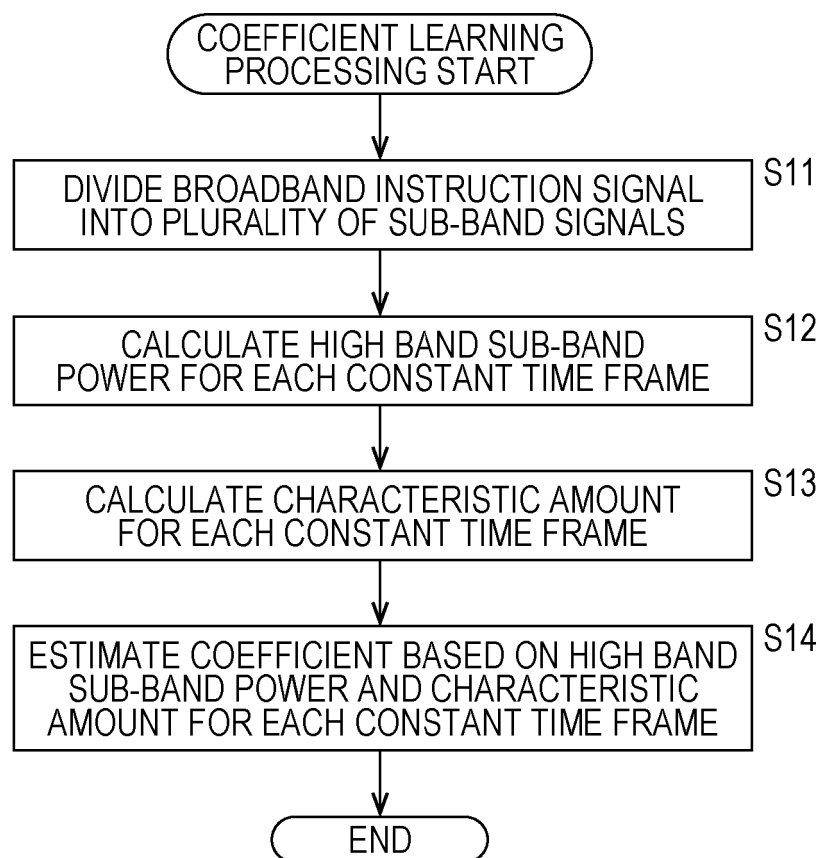 COEFFICIENT LEARNING
PROCESSING START
S11
DIVIDE BROADBAND INSTRUCTION SIGNAL
INTO PLURALITY OF SUB-BAND SIGNALS
S12
CALCULATE HIGH BAND SUB-BAND
POWER FOR EACH CONSTANT TIME FRAME
S13
CALCULATE CHARACTERISTIC AMOUNT
FOR EACH CONSTANT TIME FRAME
S14
ESTIMATE COEFFICIENT BASED ON HIGH BAND
SUB-BAND POWER AND CHARACTERISTIC
AMOUNT FOR EACH CONSTANT TIME FRAME
END